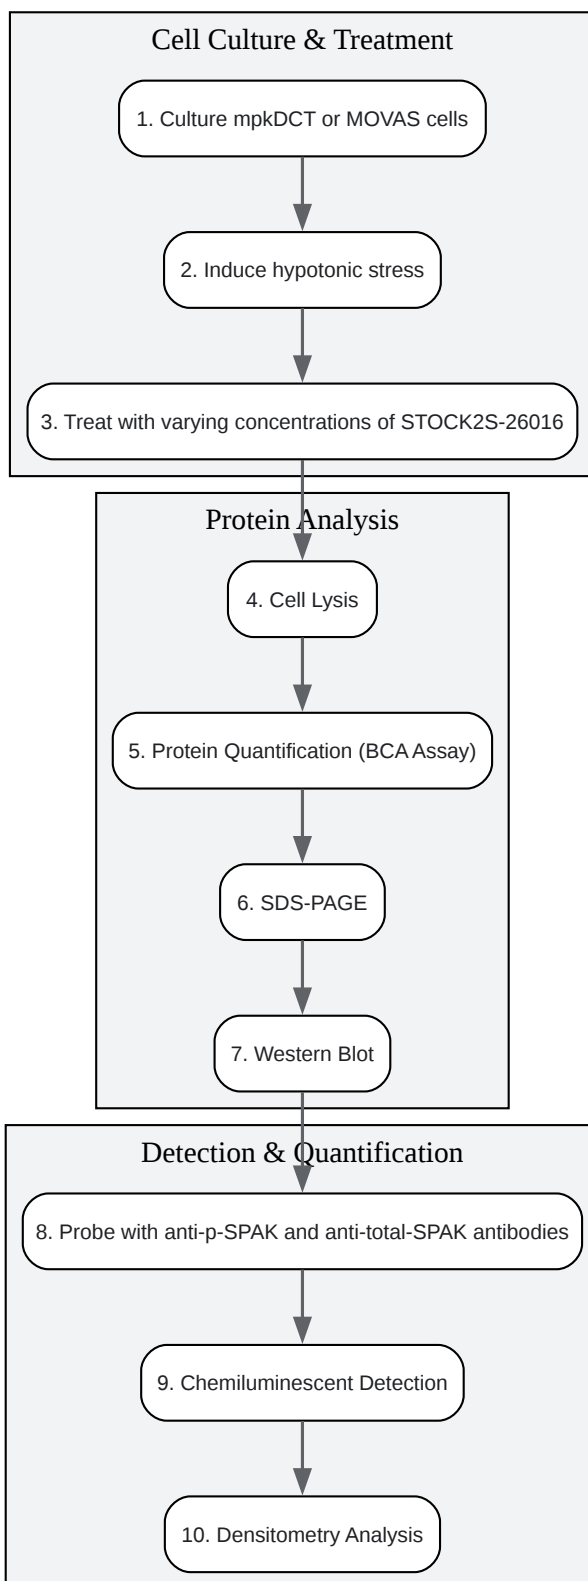 Cell Culture & Treatment
1. Culture mpkDCT or MOVAS cells
2. Induce hypotonic stress
3. Treat with varying concentrations of STOCK2S-26016
Protein Analysis
4. Cell Lysis
5. Protein Quantification (BCA Assay)
6. SDS-PAGE
7. Western Blot
Detection & Quantification
8. Probe with anti-p-SPAK and anti-total-SPAK antibodies
9. Chemiluminescent Detection
10. Densitometry Analysis